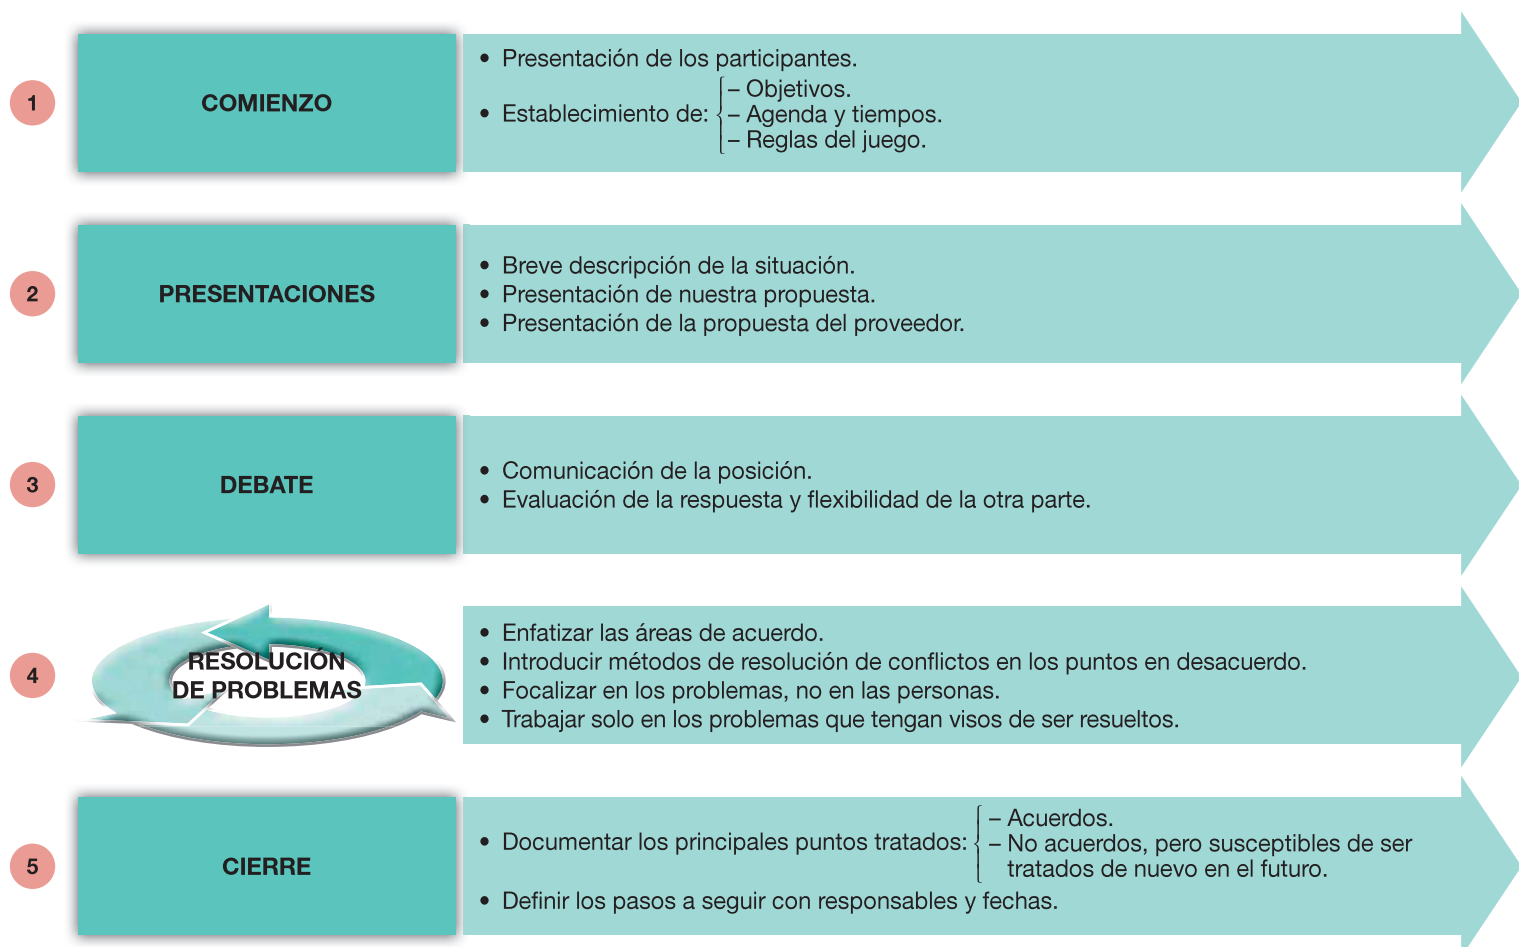 1
COMIENZO
• Presentación de los participantes.
• Establecimiento de:
– Objetivos.
– Agenda y tiempos.
– Reglas del juego.
2
PRESENTACIONES
• Breve descripción de la situación.
• Presentación de nuestra propuesta.
• Presentación de la propuesta del proveedor.
3
DEBATE
• Comunicación de la posición.
• Evaluación de la respuesta y flexibilidad de la otra parte.
4
RESOLUCIÓN
DE PROBLEMAS
• Enfatizar las áreas de acuerdo.
• Introducir métodos de resolución de conflictos en los puntos en desacuerdo.
• Focalizar en los problemas, no en las personas.
• Trabajar solo en los problemas que tengan visos de ser resueltos.
5
CIERRE
• Documentar los principales puntos tratados:
– Acuerdos.
– No acuerdos, pero susceptibles de ser
tratados de nuevo en el futuro.
• Definir los pasos a seguir con responsables y fechas.